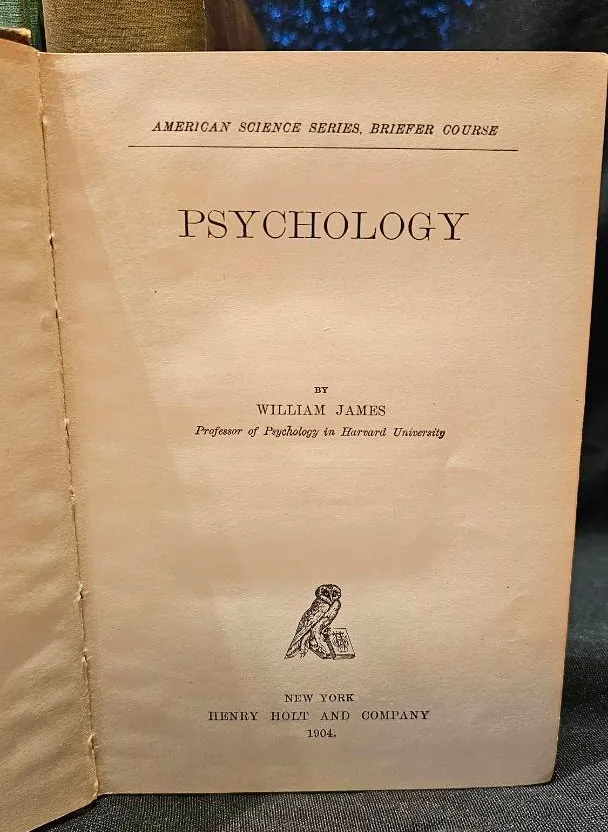 AMERICAN SCIENCE SERIES, BRIEFER COURSE
PSYCHOLOGY
BY
WILLIAM JAMES
Professor of Psychology in Harvard University
NEW YORK
HENRY HOLT AND COMPANY
1904.